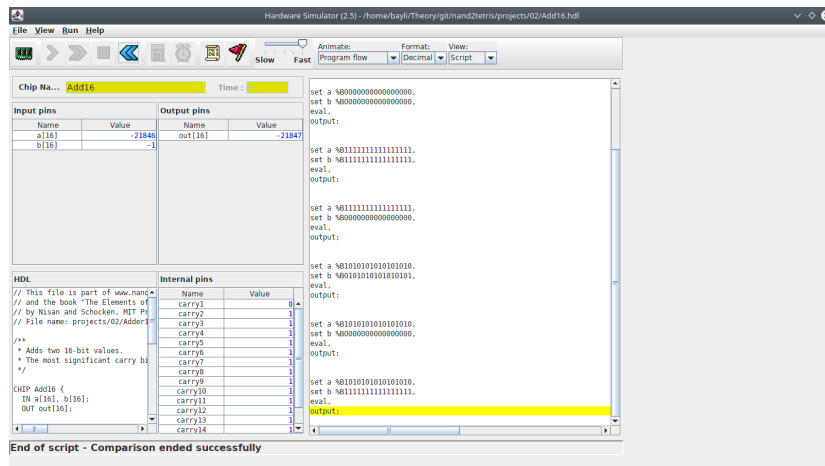 Hardware Simulator (2.5) - /home/bayli/Theory/git/nand2tetris/projects/02/Add16.hdl
File View Run Help
Slow Fast
Animate: Format: View:
Program flow Decimal Script
Chip Na... Add16 Time :
Input pins
Name Value
a[16] -21846
b[16] -1
Output pins
Name Value
out[16] -21847
HDL
// This file is part of www.nand
// and the book "The Elements of
// by Nisan and Schocken, MIT Pr
// File name: projects/02/Adder1
/**
* Adds two 16-bit values.
* The most significant carry bi
*/
CHIP Add16 {
IN a[16], b[16];
OUT out[16];
Internal pins
Name Value
carry1 0
carry2 1
carry3 1
carry4 1
carry5 1
carry6 1
carry7 1
carry8 1
carry9 1
carry10 1
carry11 1
carry12 1
carry13 1
carry14 1
set a %B0000000000000000,
set b %B0000000000000000,
eval,
output;
set a %B1111111111111111,
set b %B1111111111111111,
eval,
output;
set a %B1111111111111111,
set b %B0000000000000000,
eval,
output;
set a %B1010101010101010,
set b %B0101010101010101,
eval,
output;
set a %B1010101010101010,
set b %B0000000000000000,
eval,
output;
set a %B1010101010101010,
set b %B1111111111111111,
eval,
output;
End of script - Comparison ended successfully